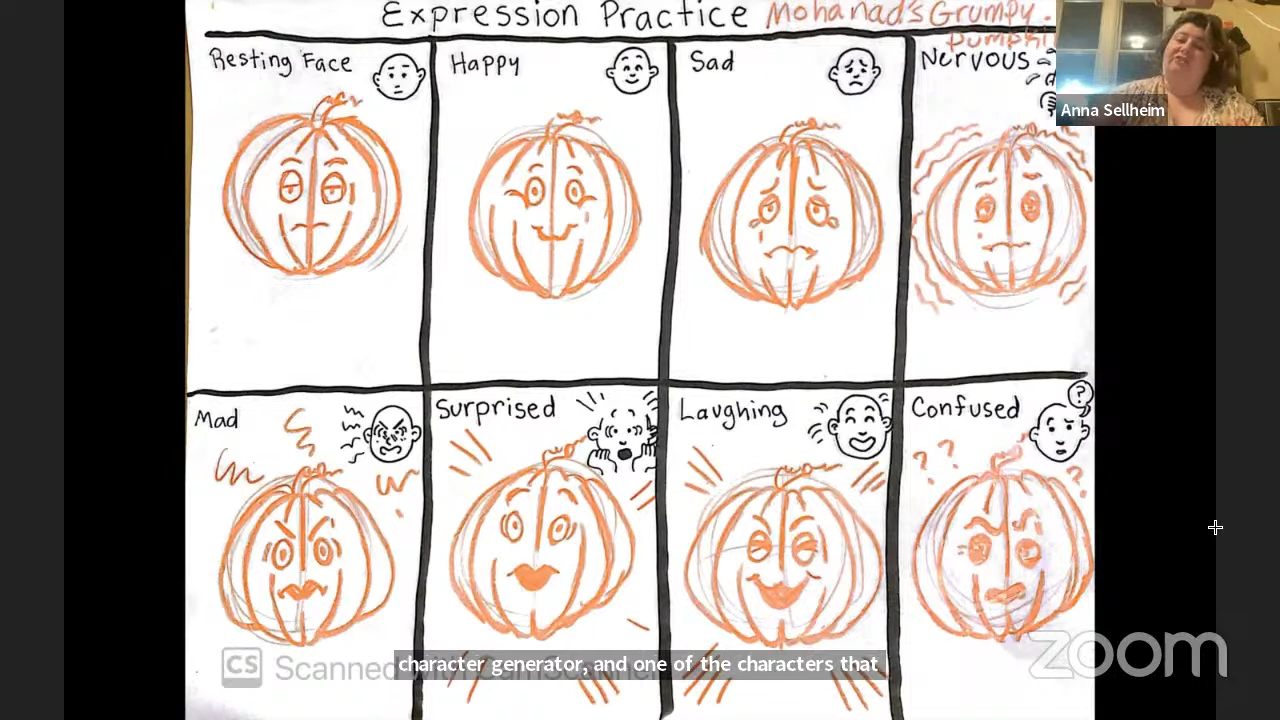 Expression Practice Mohanad's Grumpy
Resting Face
Happy
Sad
Nervous
Anna Sellheim
Mad
Surprised
Laughing
Confused
? ?
?
?
zoom
CS Scanned with CamScanner
character generator, and one of the characters that